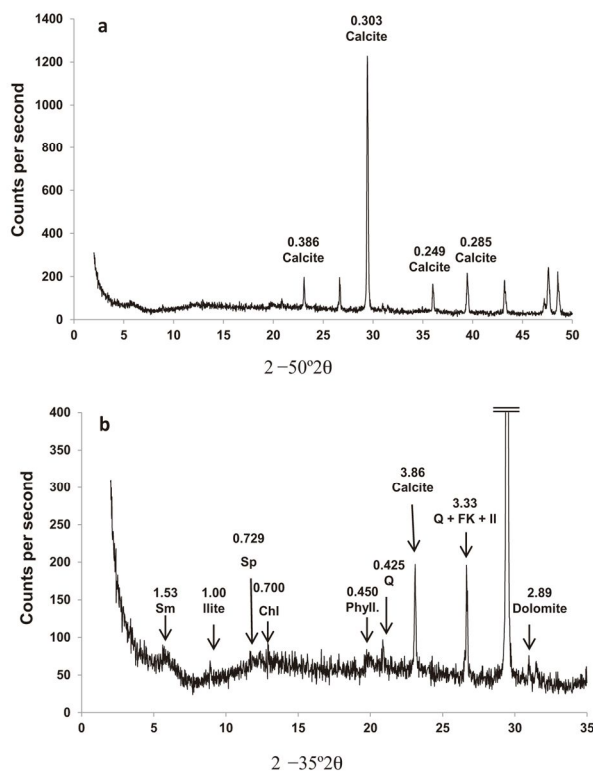 a
0.303
Calcite
1400
1200
1000
800
600
400
200
0
Counts per second
0.386
Calcite
0.249
Calcite
0.285
Calcite
0 5 10 15 20 25 30 35 40 45 50
2 −50º2θ
b
400
350
300
250
200
150
100
50
0
Counts per second
1.53
Sm
1.00
Ilite
0.729
Sp
0.700
Chl
0.450
Phyll.
0.425
Q
3.86
Calcite
3.33
Q + FK + Il
2.89
Dolomite
0 5 10 15 20 25 30 35
2 −35º2θ